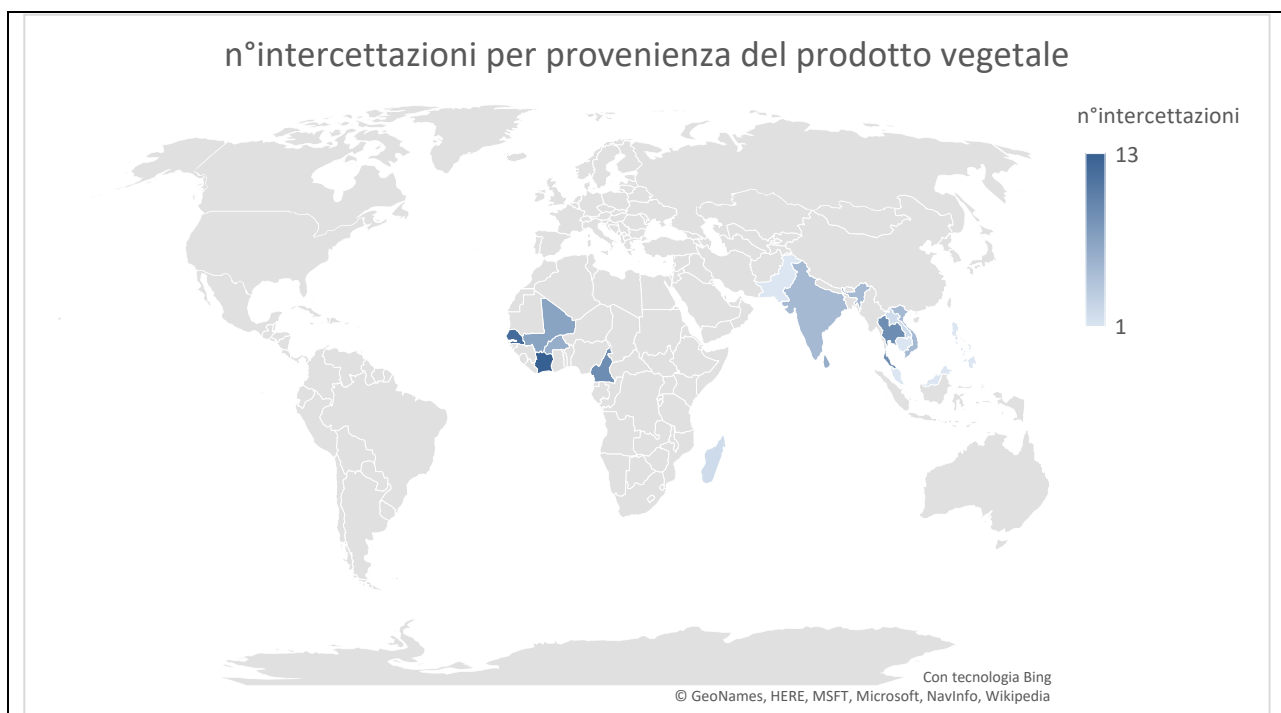 n°intercettazioni per provenienza del prodotto vegetale
n°intercettazioni
13
1
Con tecnologia Bing
© GeoNames, HERE, MSFT, Microsoft, NavInfo, Wikipedia